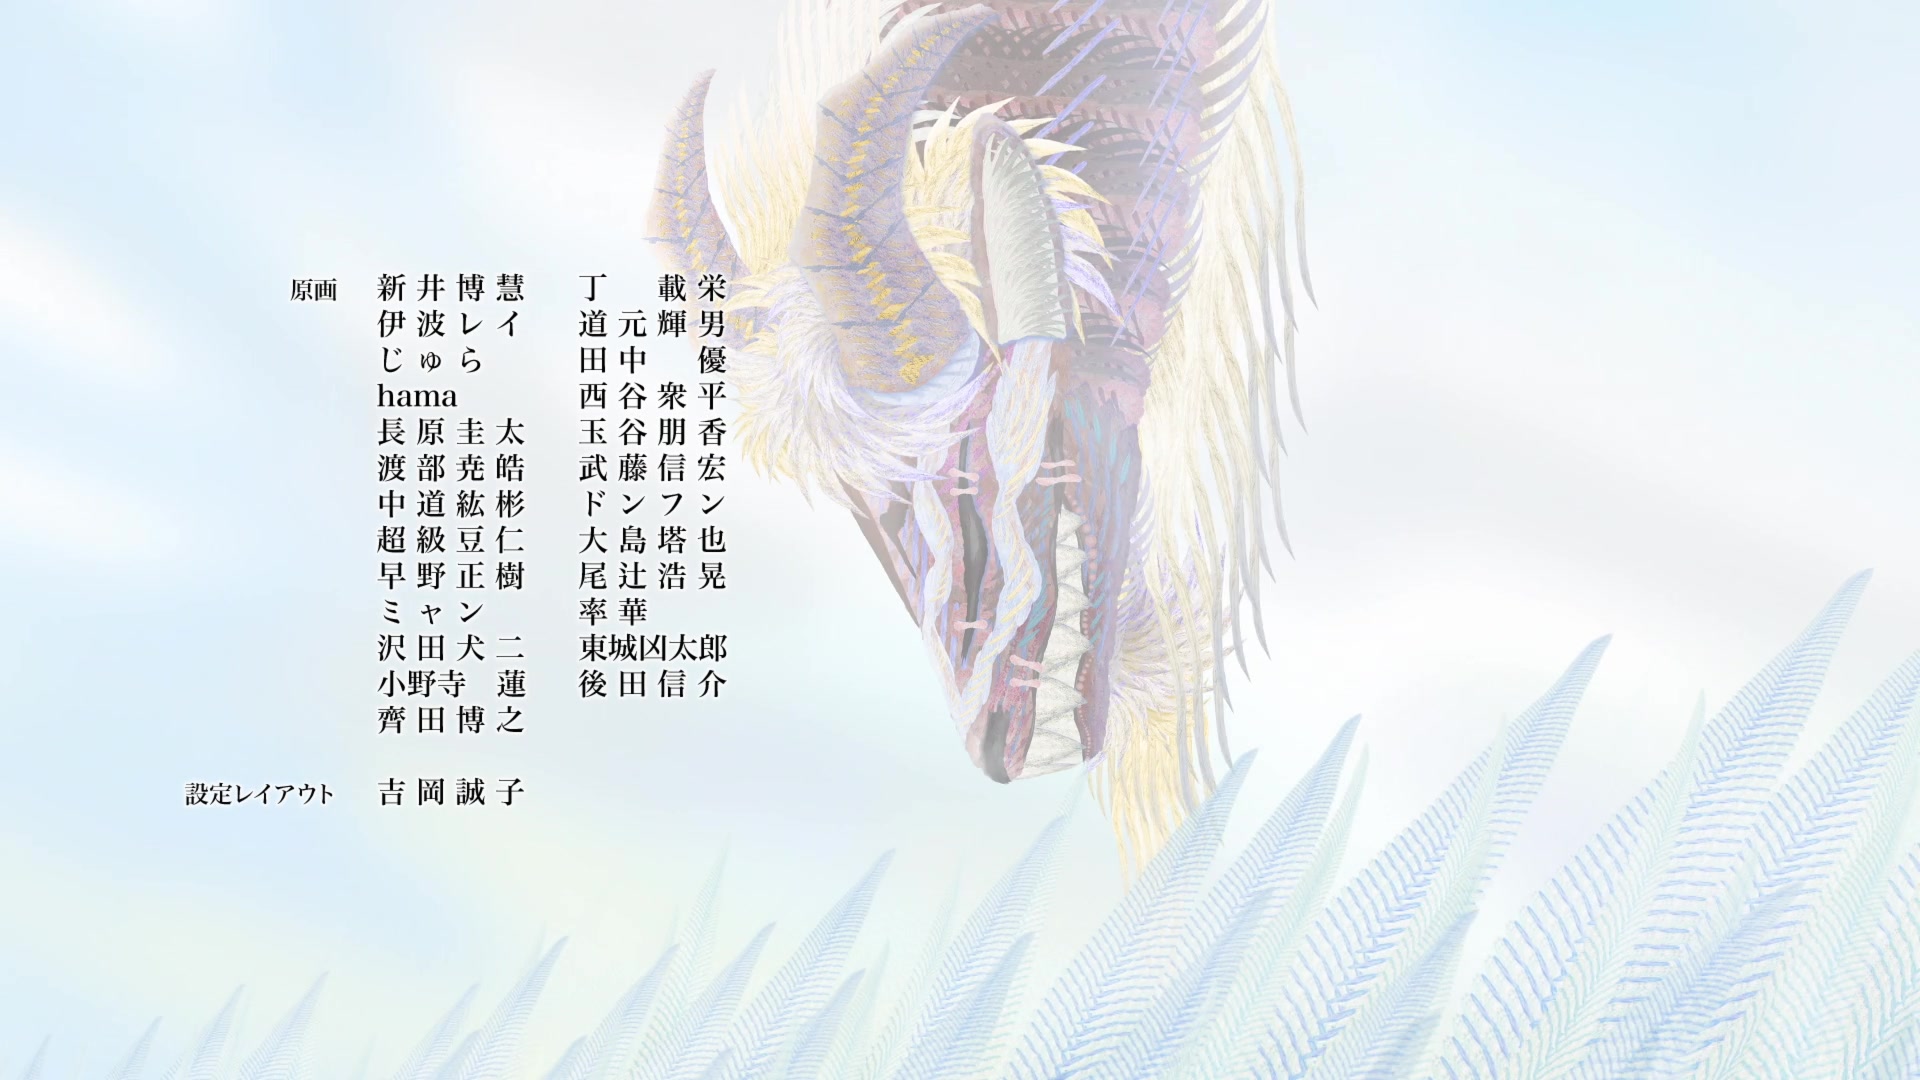 原画 新井博慧 丁載栄
伊波レイ 道元輝男
じゅら 田中優
hama 西谷衆平
長原圭太 玉谷朋香
渡部尭皓 武藤信宏
中道紘彬 ドンフン
超級豆仁 大島塔也
早野正樹 尾辻浩晃
ミャン 率華
沢田犬二 東城凶太郎
小野寺蓮 後田信介
齊田博之
設定レイアウト 吉岡誠子